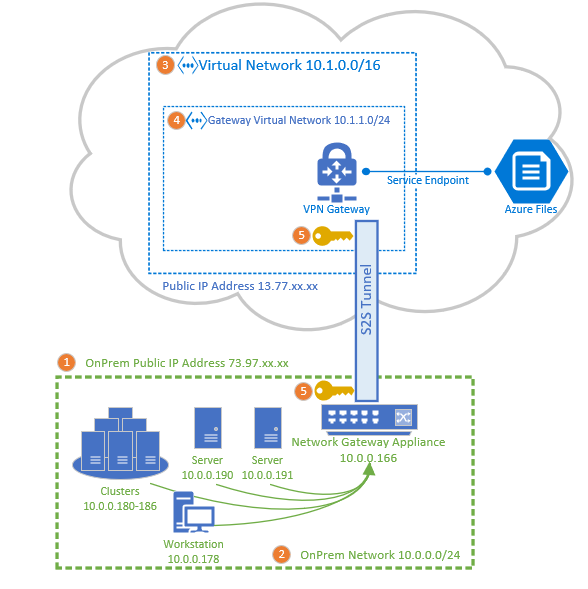 3 Virtual Network 10.1.0.0/16
4 Gateway Virtual Network 10.1.1.0/24
Service Endpoint
VPN Gateway
Azure Files
5
Public IP Address 13.77.xx.xx
S2S Tunnel
1 OnPrem Public IP Address 73.97.xx.xx
5
Network Gateway Appliance
10.0.0.166
Server
10.0.0.190
Server
10.0.0.191
Clusters
10.0.0.180-186
Workstation
10.0.0.178
2 OnPrem Network 10.0.0.0/24